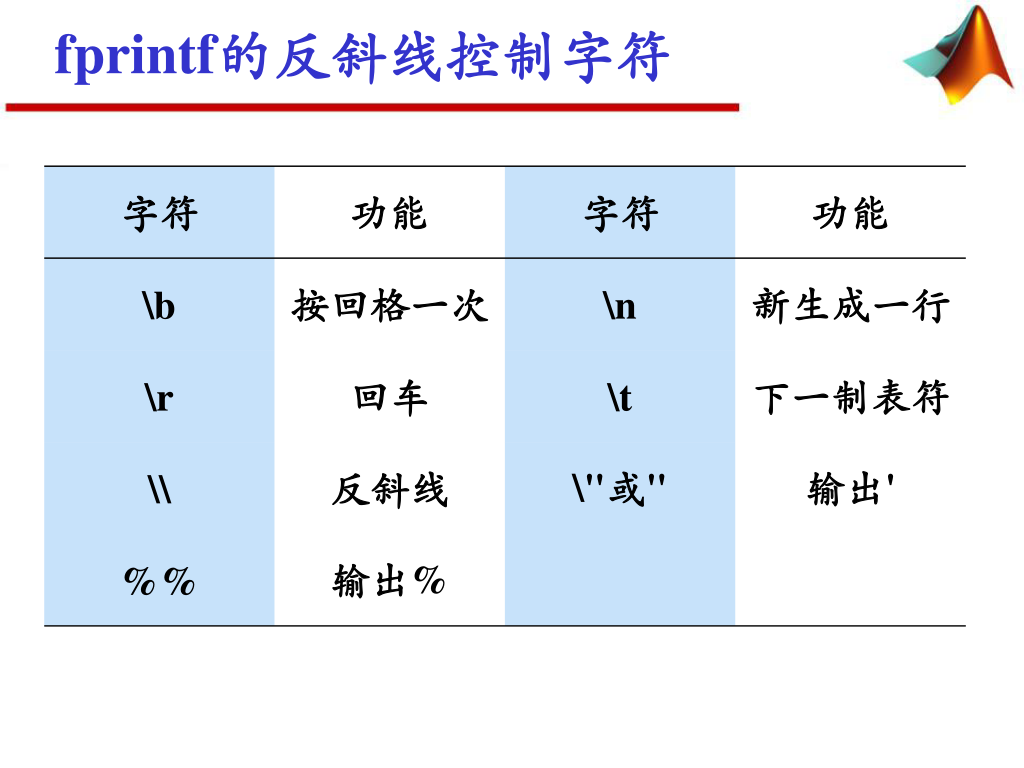 fprintf的反斜线控制字符
字符 功能 字符 功能
\b 按回格一次 \n 新生成一行
\r 回车 \t 下一制表符
\\ 反斜线 \''或'' 输出'
%% 输出%